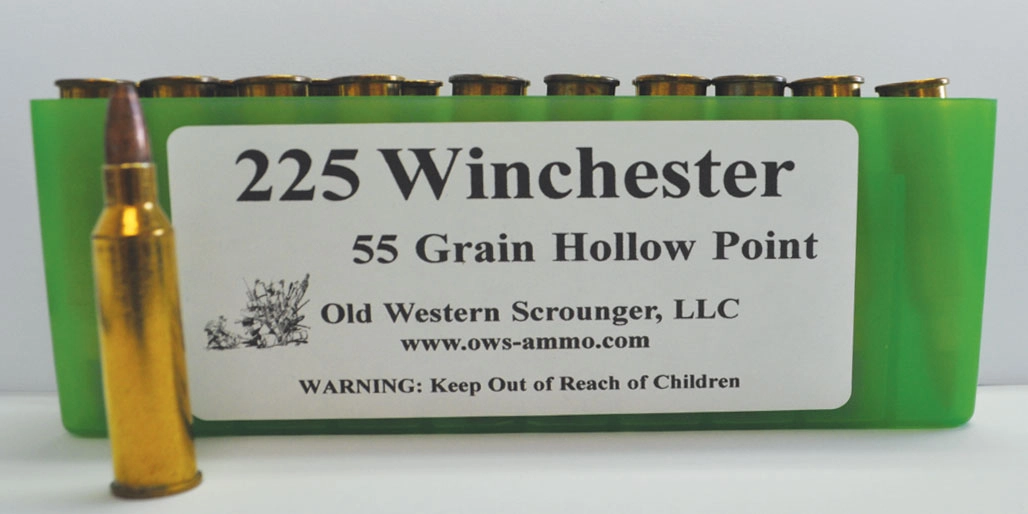 225 Winchester
55 Grain Hollow Point
Old Western Scrounger, LLC
www.ows-ammo.com
WARNING: Keep Out of Reach of Children